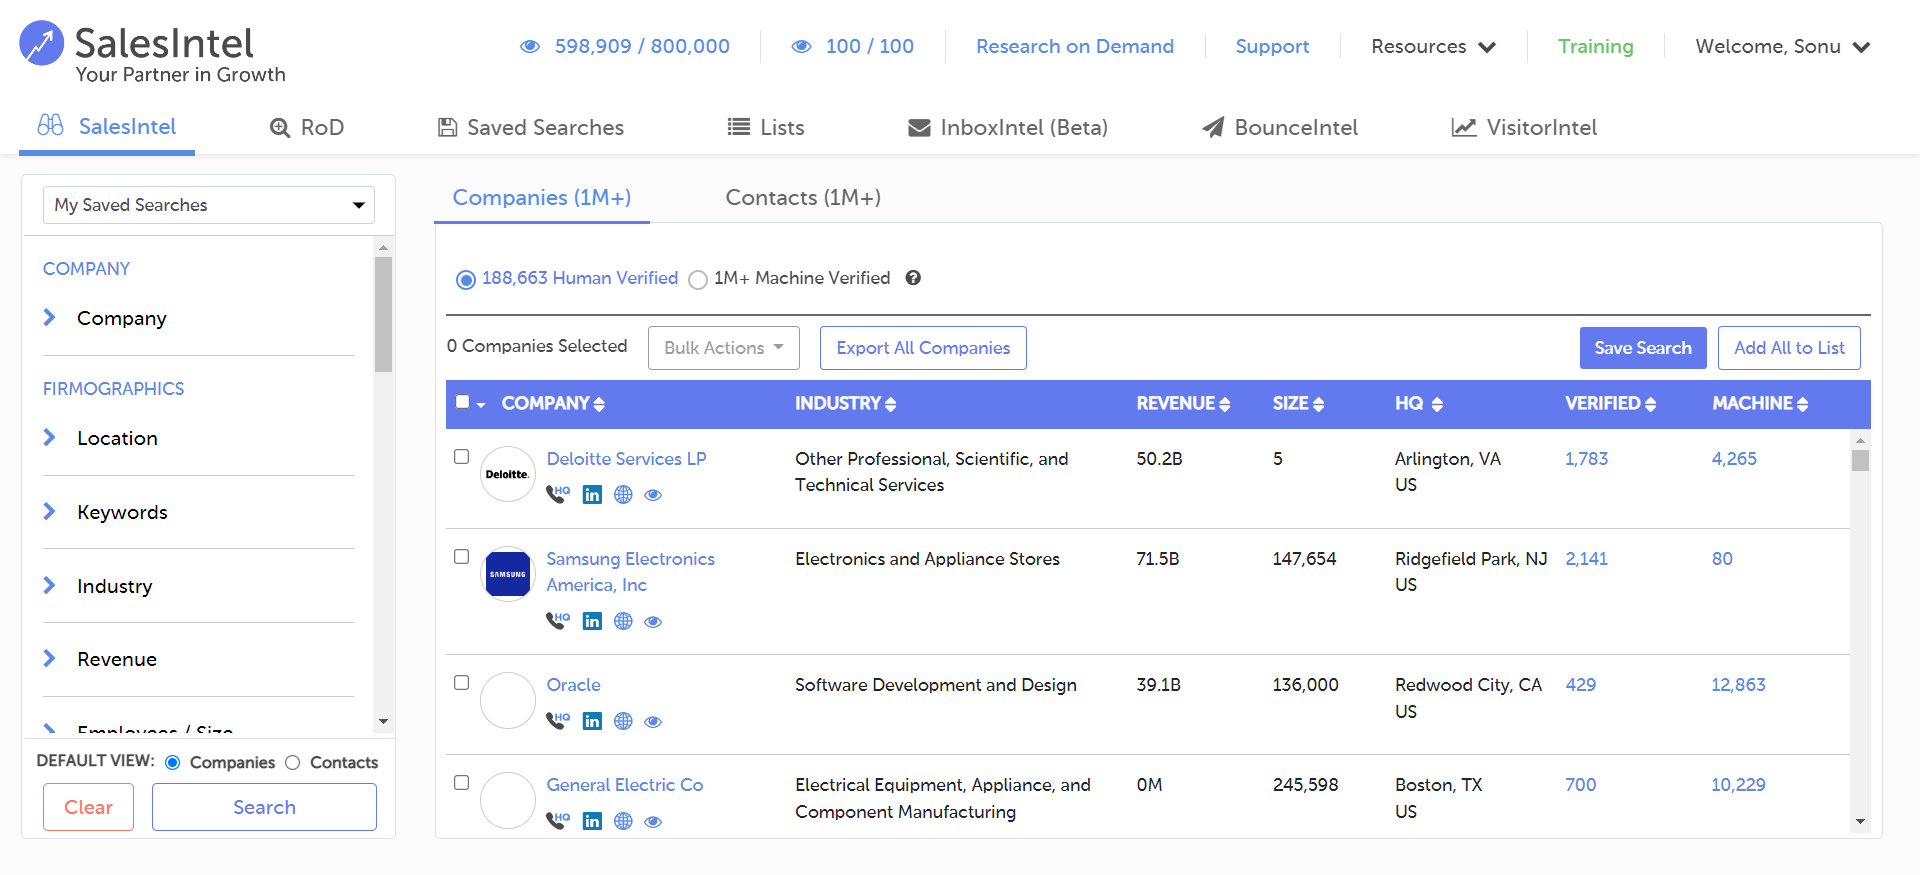 SalesIntel
Your Partner in Growth
598,909 / 800,000
100 / 100
Research on Demand
Support
Resources
Training
Welcome, Sonu
SalesIntel
RoD
Saved Searches
Lists
InboxIntel (Beta)
BounceIntel
VisitorIntel
My Saved Searches
COMPANY
Company
FIRMOGRAPHICS
Location
Keywords
Industry
Revenue
Employees / Size
DEFAULT VIEW: Companies Contacts
Clear Search
Companies (1M+) Contacts (1M+)
188,663 Human Verified 1M+ Machine Verified ?
0 Companies Selected Bulk Actions Export All Companies Save Search Add All to List
COMPANY INDUSTRY REVENUE SIZE HQ VERIFIED MACHINE
Deloitte. Deloitte Services LP Other Professional, Scientific, and 50.2B 5 Arlington, VA 1,783 4,265
Technical Services US
HQ in
Samsung Electronics Electronics and Appliance Stores 71.5B 147,654 Ridgefield Park, NJ 2,141 80
SAMSUNG America, Inc US
HQ in
Oracle Software Development and Design 39.1B 136,000 Redwood City, CA 429 12,863
US
HQ in
General Electric Co Electrical Equipment, Appliance, and 0M 245,598 Boston, TX 700 10,229
Component Manufacturing US
HQ in